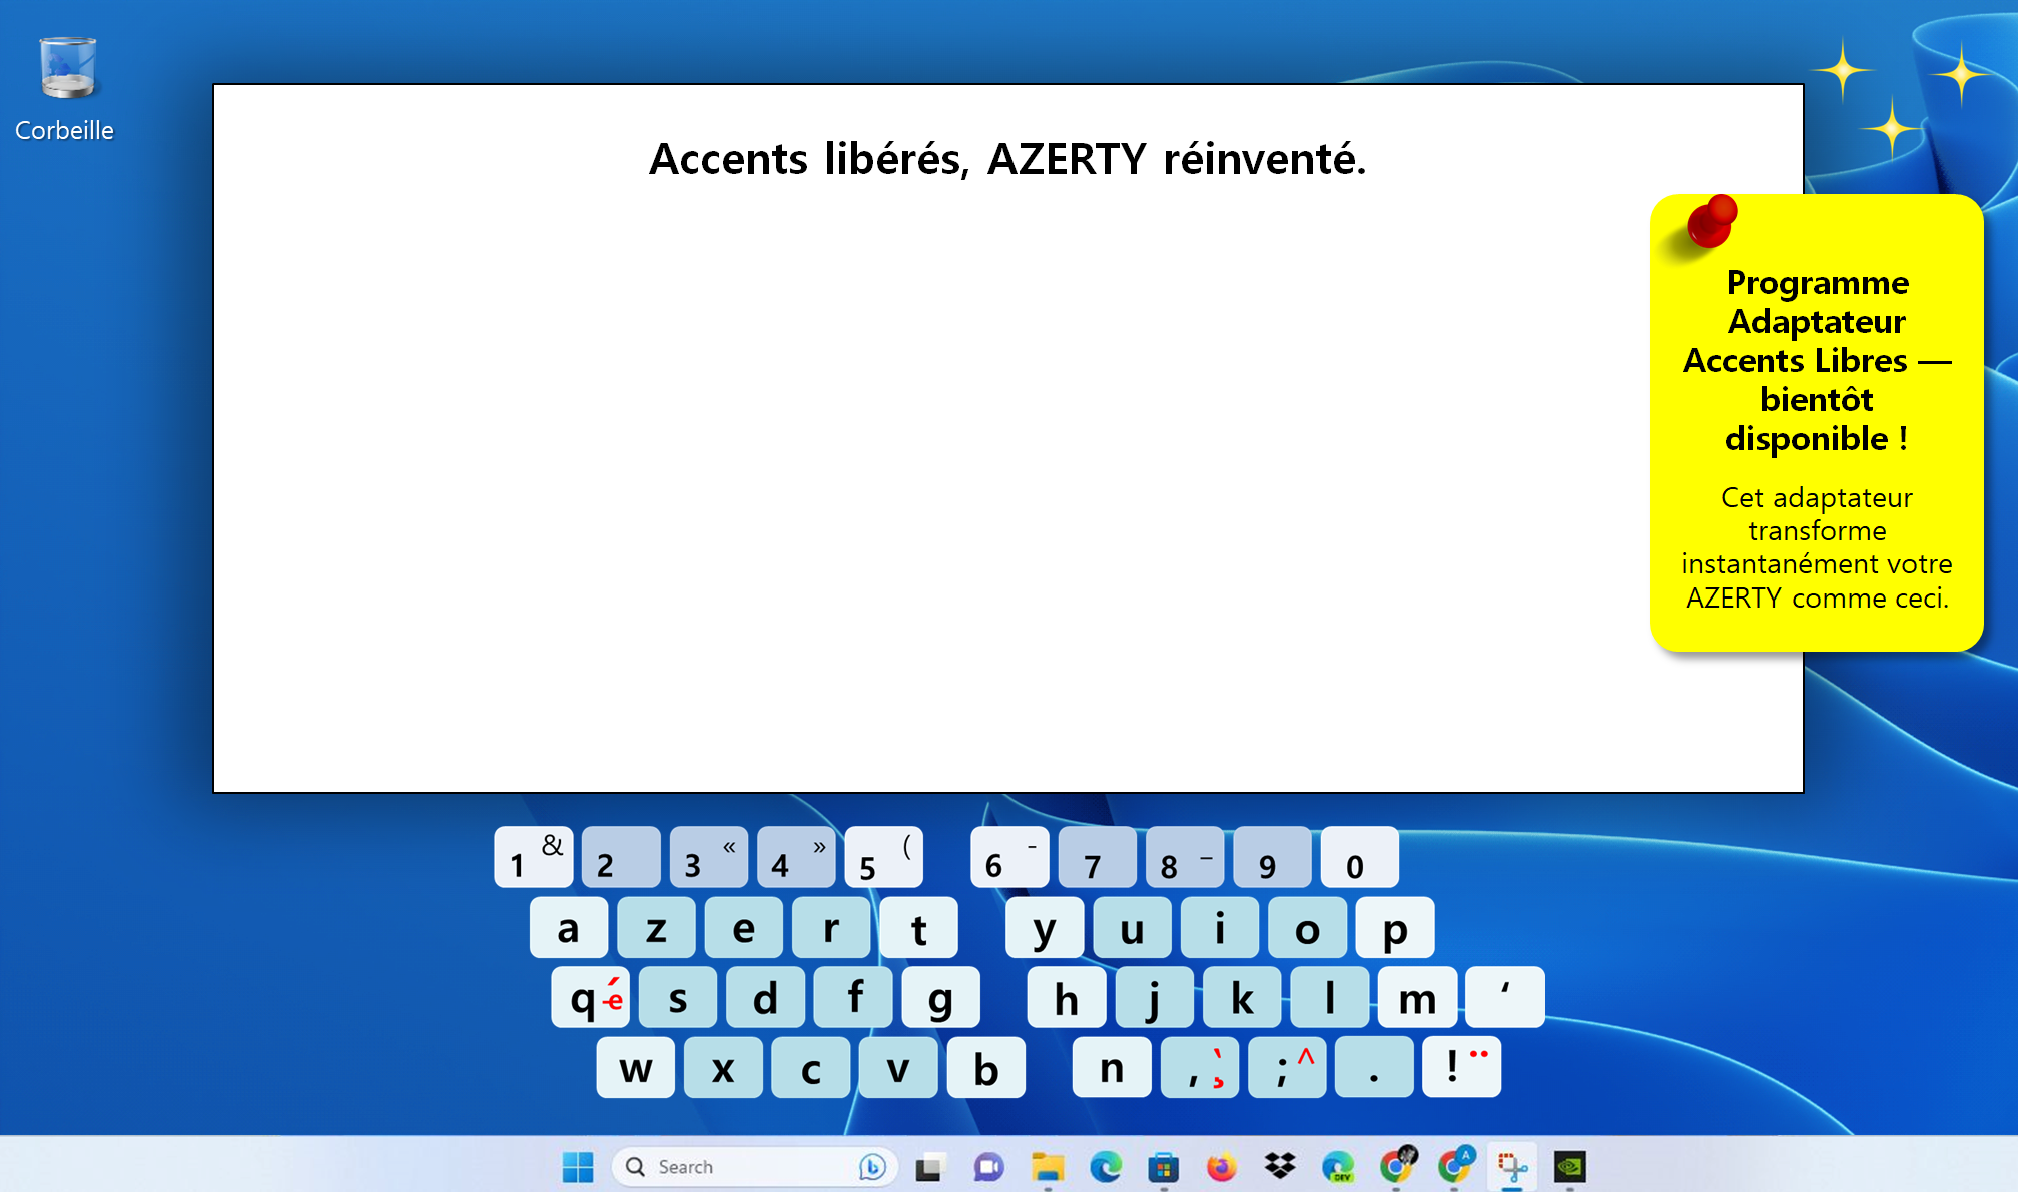 Corbeille
Accents libérés, AZERTY réinventé.
Programme
Adaptateur
Accents Libres —
bientôt
disponible !
Cet adaptateur
transforme
instantanément votre
AZERTY comme ceci.
1 & 2 3 « 4 » 5 ( 6 - 7 8 – 9 0
a z e r t y u i o p
q ´ e s d f g h j k l m ‘
w x c v b n , ̀ ¸ ; ^ . ! ¨
Search
A
DEV